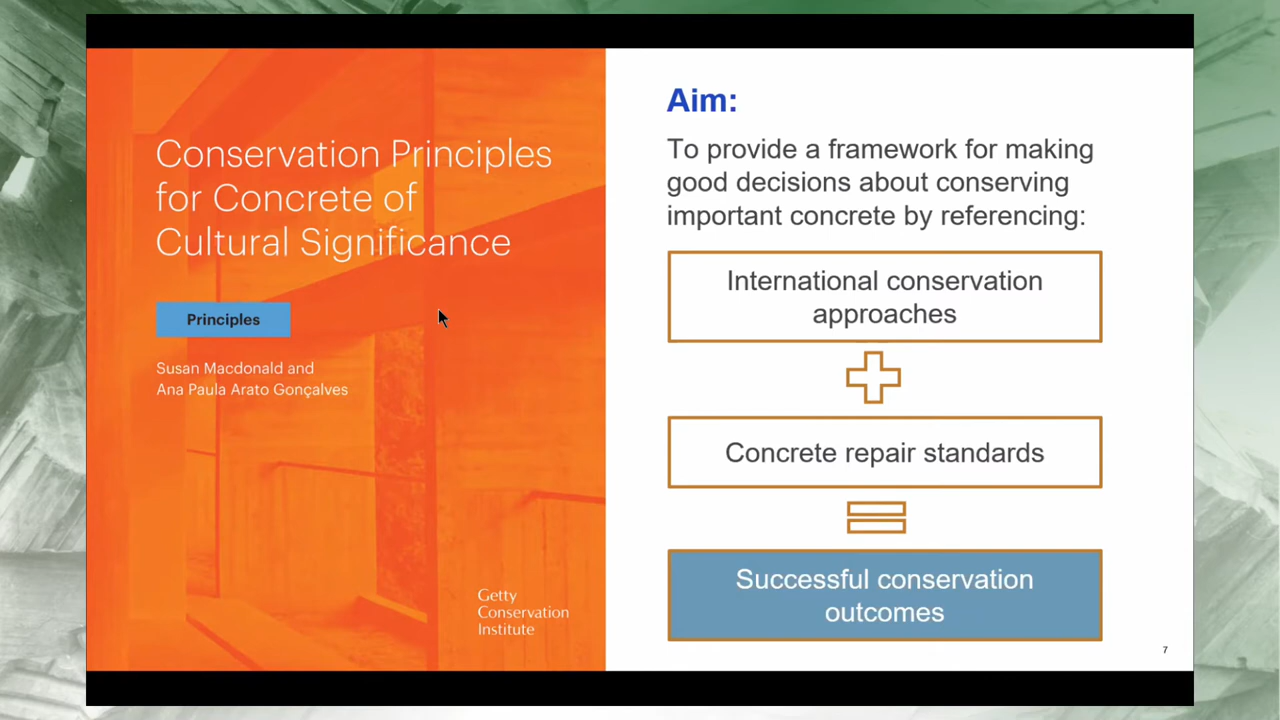 Conservation Principles
for Concrete of
Cultural Significance
Principles
Susan Macdonald and
Ana Paula Arato Gonçalves
Getty
Conservation
Institute
Aim:
To provide a framework for making
good decisions about conserving
important concrete by referencing:
International conservation
approaches
Concrete repair standards
Successful conservation
outcomes
7